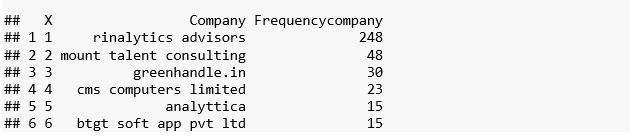 ##   X                 Company Frequencycompany
## 1 1     rinalytics advisors              248
## 2 2 mount talent consulting               48
## 3 3          greenhandle.in               30
## 4 4   cms computers limited               23
## 5 5              analyttica               15
## 6 6   btgt soft app pvt ltd               15